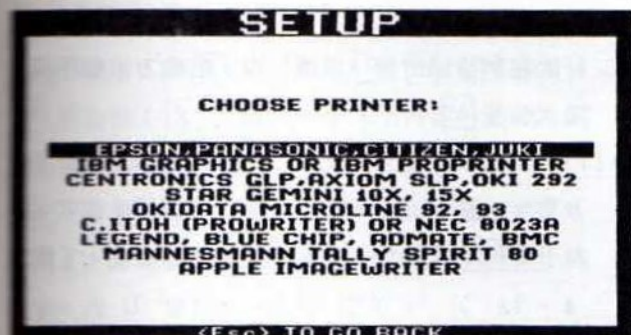 SETUP
CHOOSE PRINTER:
EPSON,PANASONIC,CITIZEN,JUKI
IBM GRAPHICS OR IBM PROPRINTER
CENTRONICS GLP,AXIOM SLP,OKI 292
STAR GEMINI 10X, 15X
OKIDATA MICROLINE 92, 93
C.ITOH (PROWRITER) OR NEC 8023A
LEGEND, BLUE CHIP, ADMATE, BMC
MANNESMANN TALLY SPIRIT 80
APPLE IMAGEWRITER
<Esc> TO GO BACK